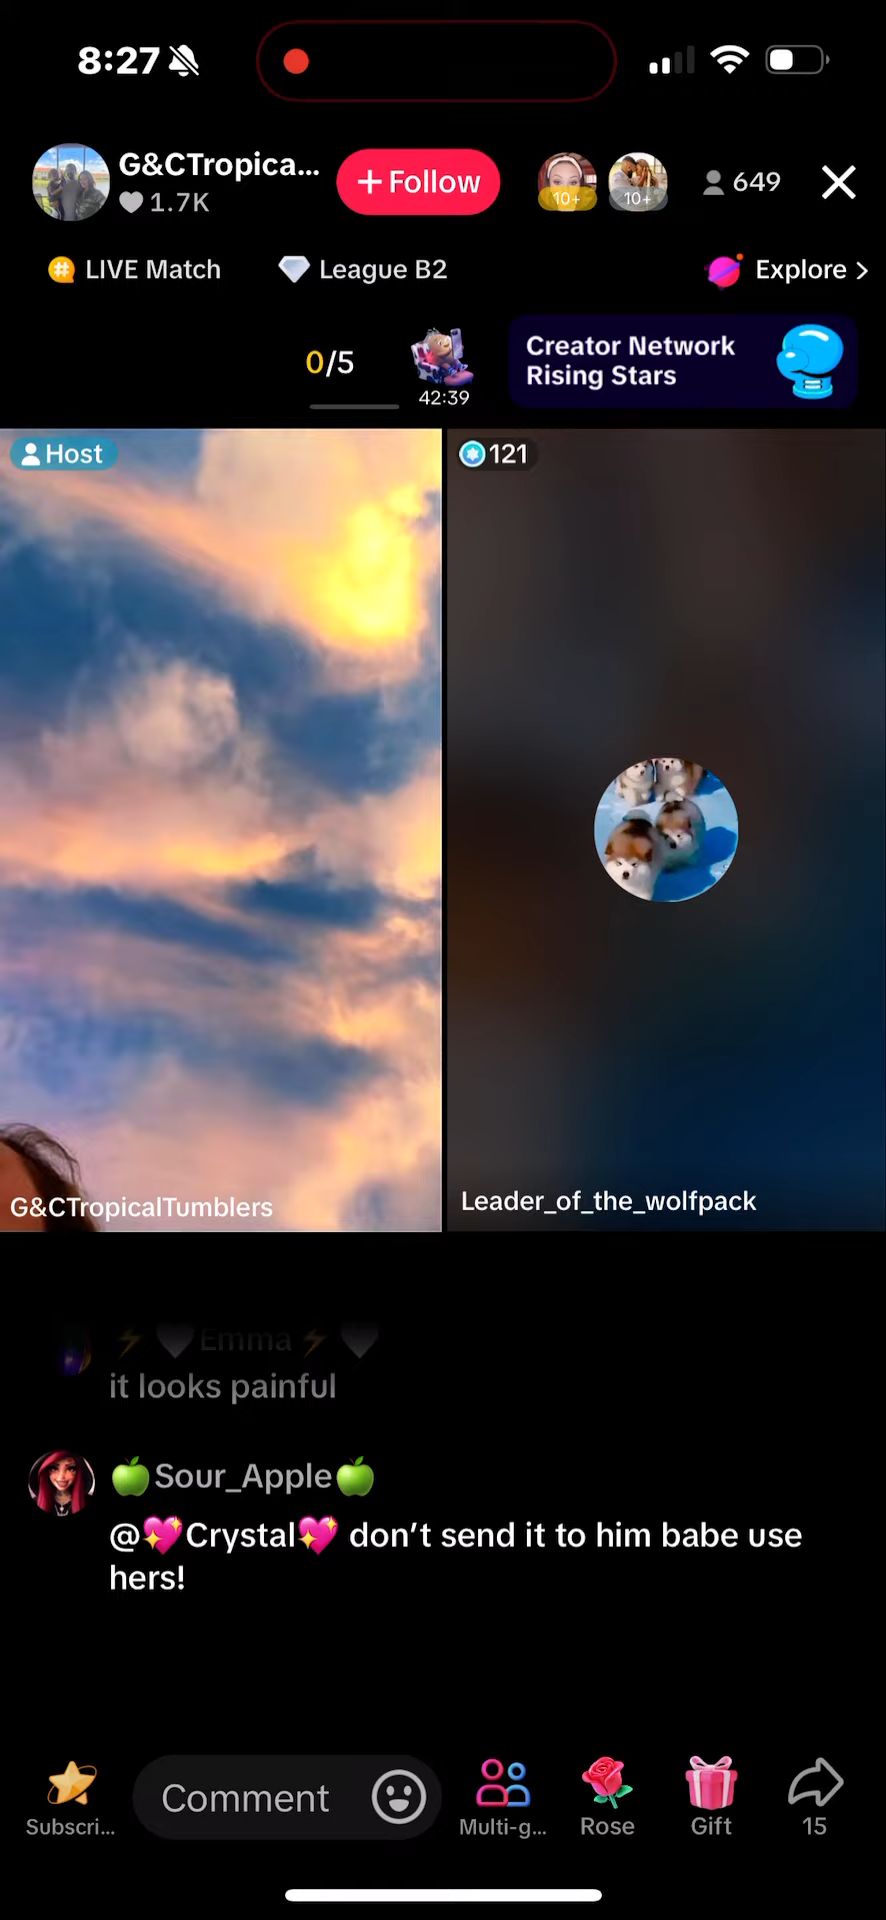 8:27
G&CTropica...
1.7K
+ Follow
10+
10+
649
LIVE Match
League B2
Explore >
0/5
42:39
Creator Network
Rising Stars
Host
121
G&CTropicalTumblers
Leader_of_the_wolfpack
⚡🖤Emma⚡🖤
it looks painful
🍏Sour_Apple🍏
@💖Crystal💖 don’t send it to him babe use
hers!
Subscri...
Comment
Multi-g...
Rose
Gift
15